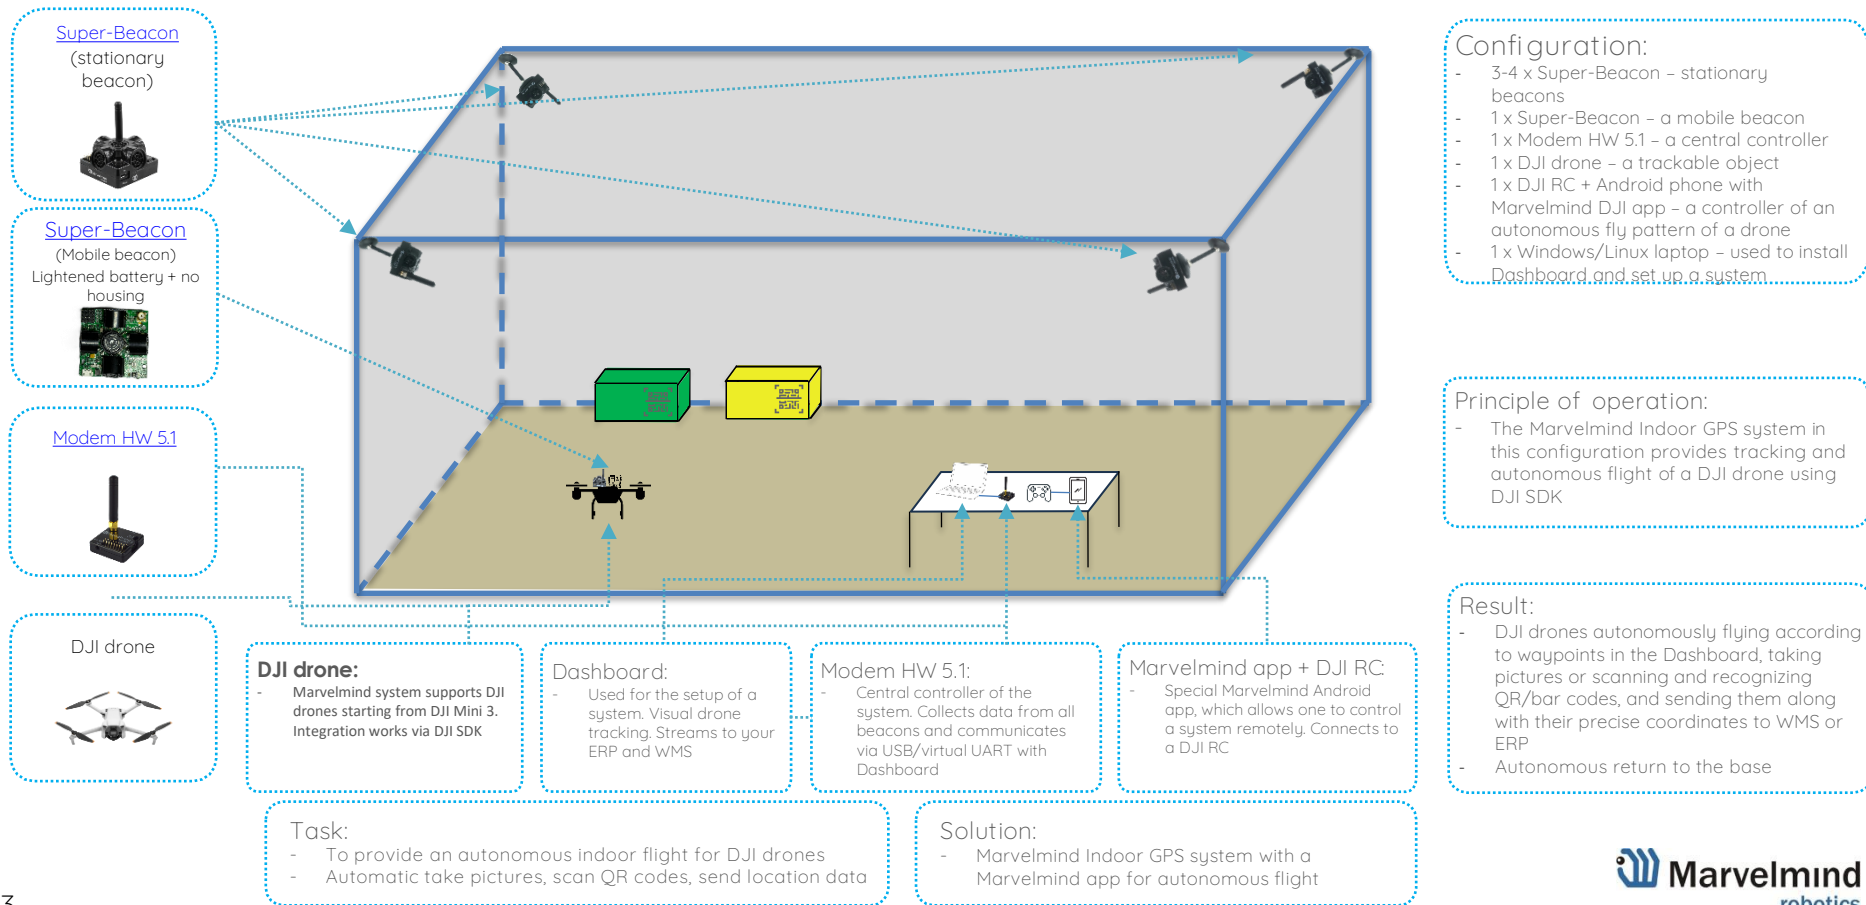 Super-Beacon
(stationary
beacon)
Super-Beacon
(Mobile beacon)
Lightened battery + no
housing
Modem HW 5.1
DJI drone
Configuration:
- 3-4 x Super-Beacon – stationary
beacons
- 1 x Super-Beacon – a mobile beacon
- 1 x Modem HW 5.1 – a central controller
- 1 x DJI drone – a trackable object
- 1 x DJI RC + Android phone with
Marvelmind DJI app – a controller of an
autonomous fly pattern of a drone
- 1 x Windows/Linux laptop – used to install
Dashboard and set up a system
Principle of operation:
- The Marvelmind Indoor GPS system in
this configuration provides tracking and
autonomous flight of a DJI drone using
DJI SDK
Result:
- DJI drones autonomously flying according
to waypoints in the Dashboard, taking
pictures or scanning and recognizing
QR/bar codes, and sending them along
with their precise coordinates to WMS or
ERP
- Autonomous return to the base
DJI drone:
- Marvelmind system supports DJI
drones starting from DJI Mini 3.
Integration works via DJI SDK
Dashboard:
- Used for the setup of a
system. Visual drone
tracking. Streams to your
ERP and WMS
Modem HW 5.1:
- Central controller of the
system. Collects data from all
beacons and communicates
via USB/virtual UART with
Dashboard
Marvelmind app + DJI RC:
- Special Marvelmind Android
app, which allows one to control
a system remotely. Connects to
a DJI RC
Task:
- To provide an autonomous indoor flight for DJI drones
- Automatic take pictures, scan QR codes, send location data
Solution:
- Marvelmind Indoor GPS system with a
Marvelmind app for autonomous flight
Marvelmind
robotics
3